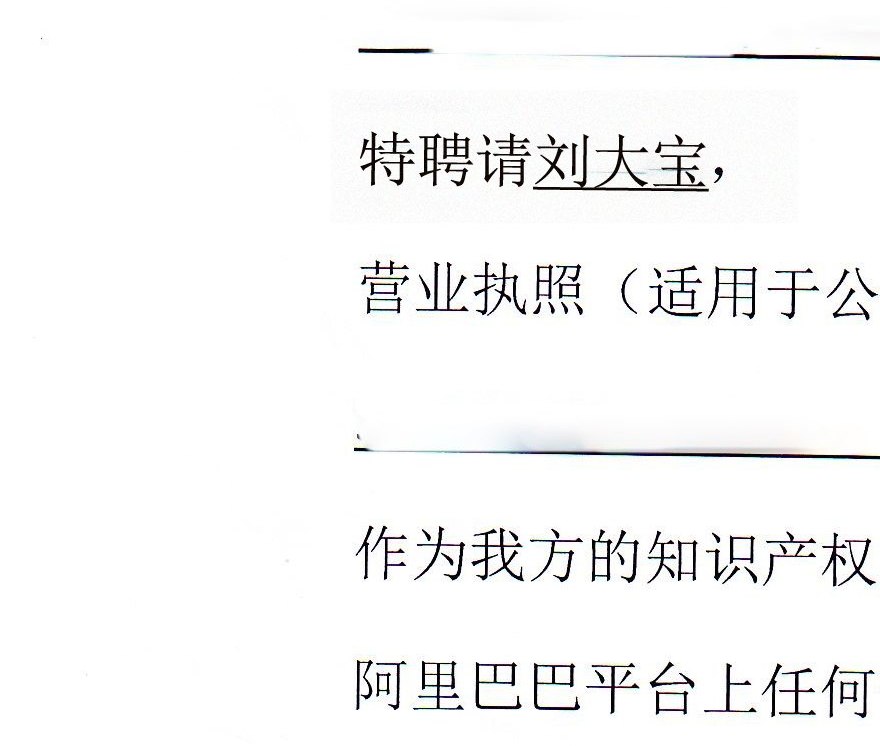 特聘请刘大宝，
营业执照（适用于公
作为我方的知识产权
阿里巴巴平台上任何